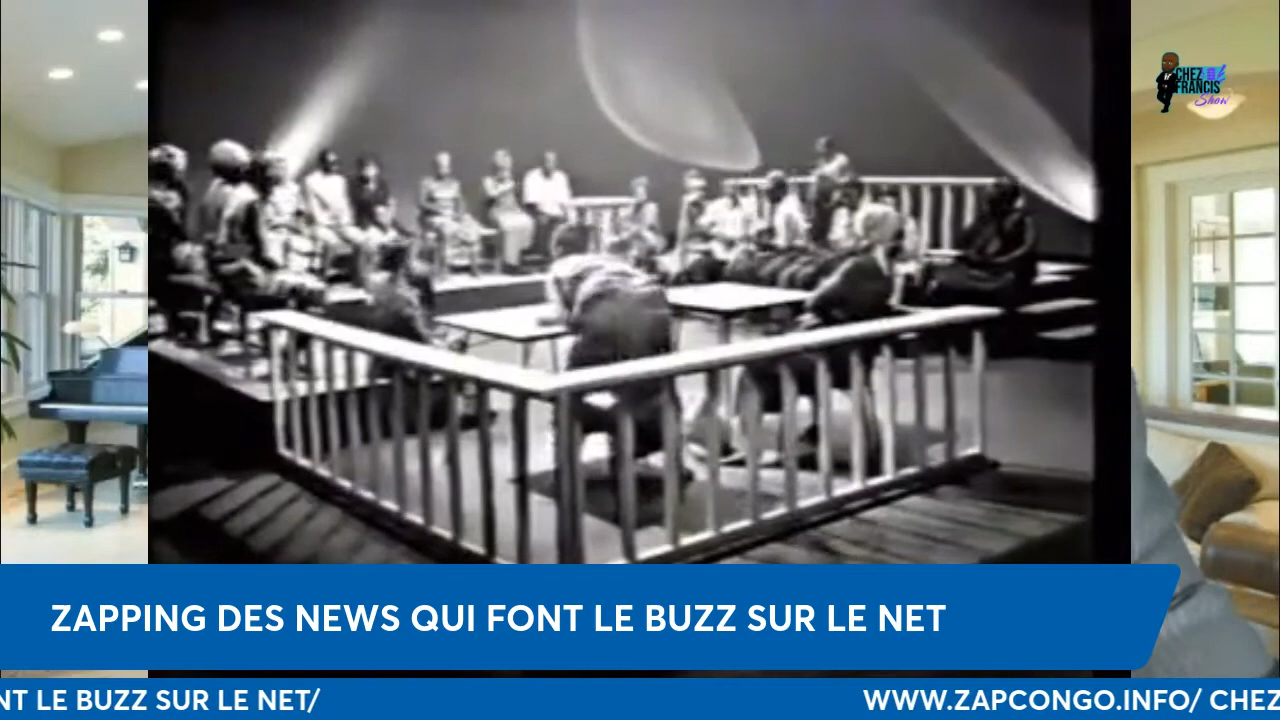 CHEZ
FRANCIS
Show
ZAPPING DES NEWS QUI FONT LE BUZZ SUR LE NET
NT LE BUZZ SUR LE NET/ WWW.ZAPCONGO.INFO/ CHEZ